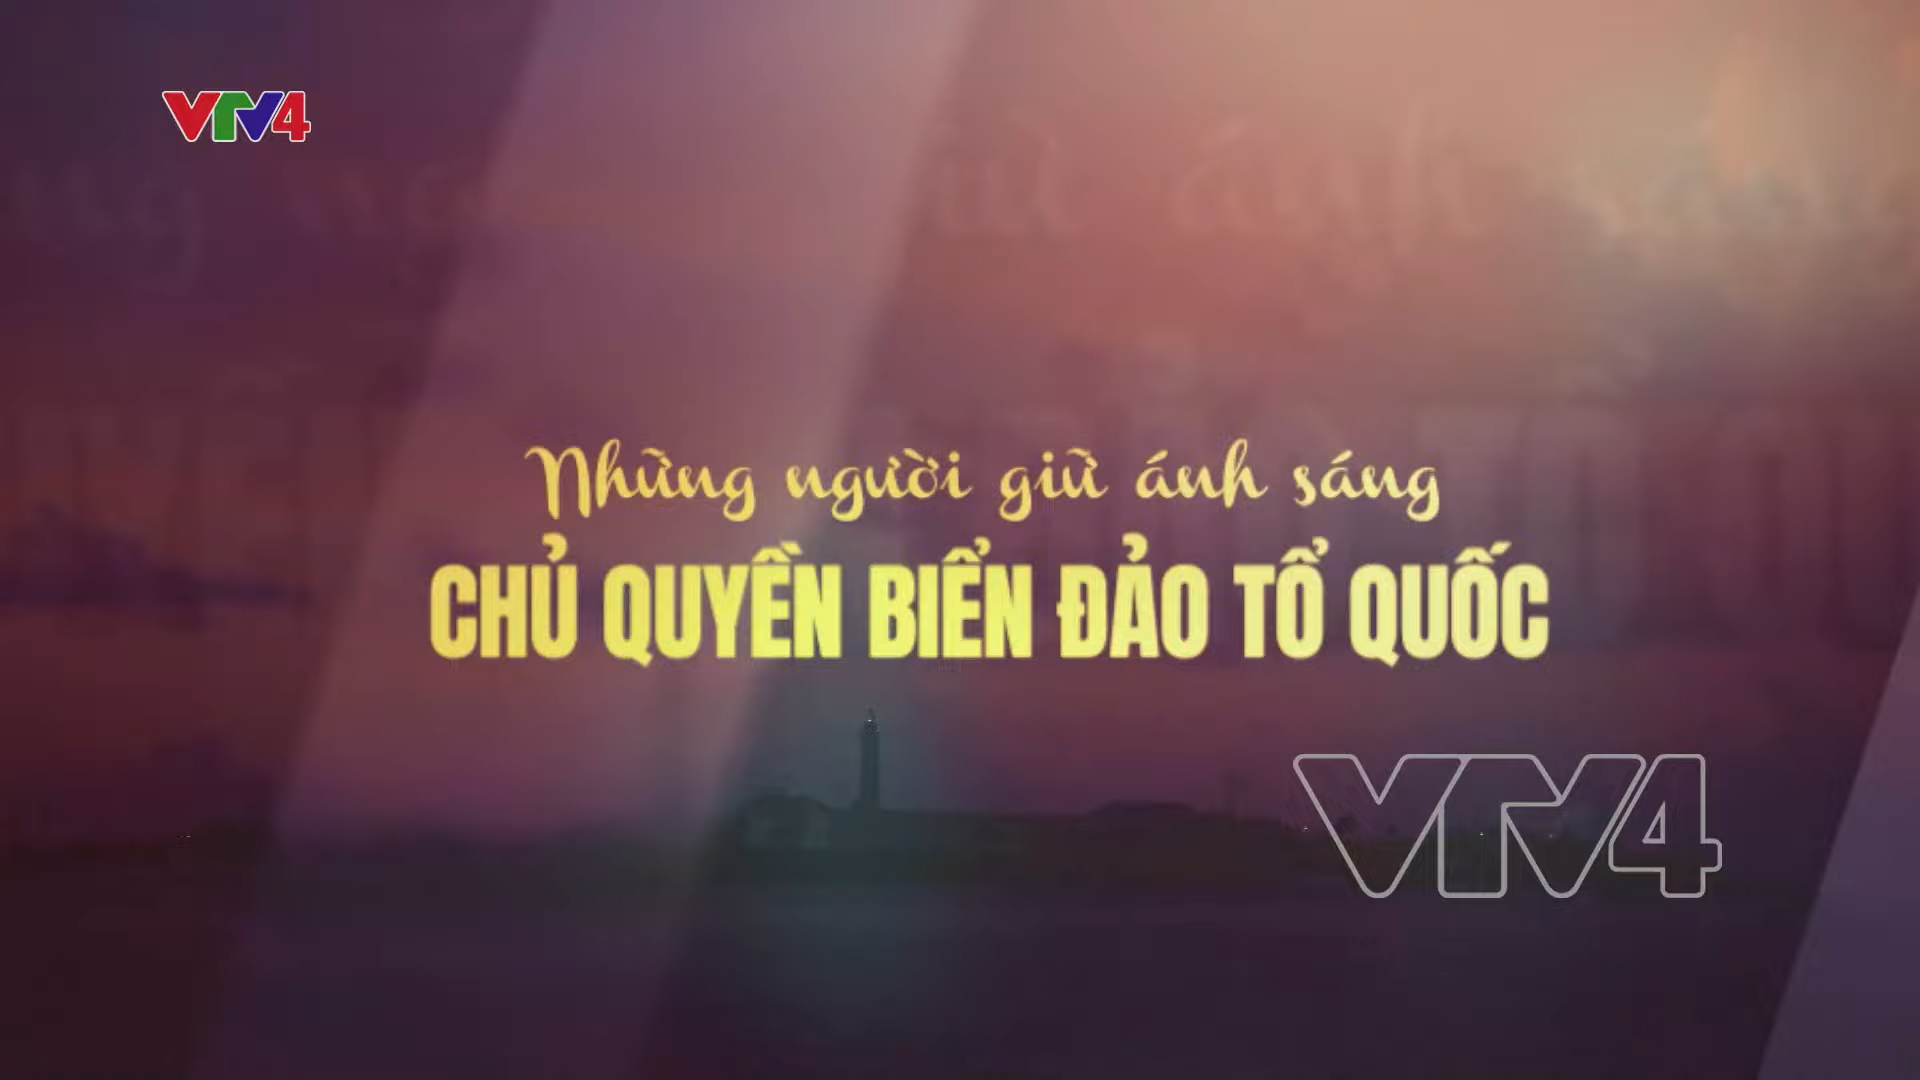 VTV4
Những người giữ ánh sáng
CHỦ QUYỀN BIỂN ĐẢO TỔ QUỐC
VTV4